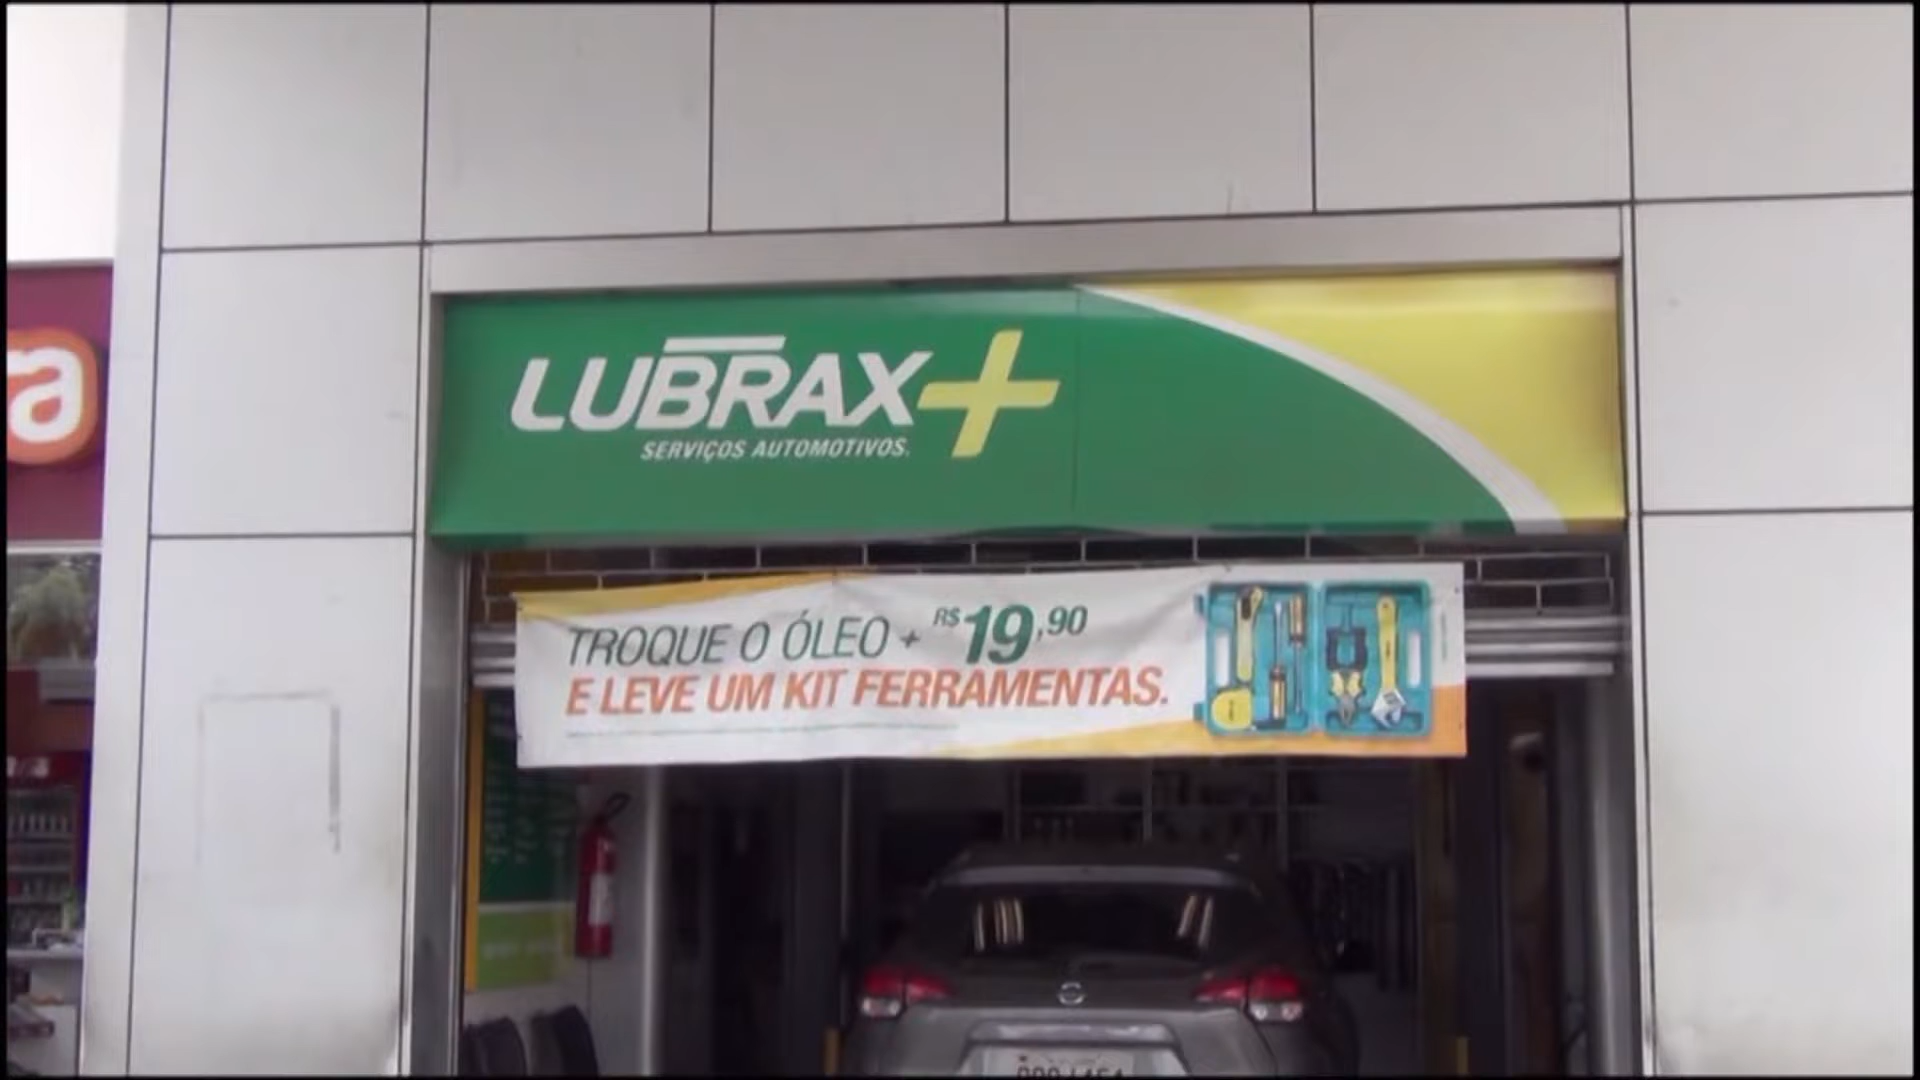 LUBRAX+
SERVIÇOS AUTOMOTIVOS.
TROQUE O ÓLEO + R$19,90
E LEVE UM KIT FERRAMENTAS.
a